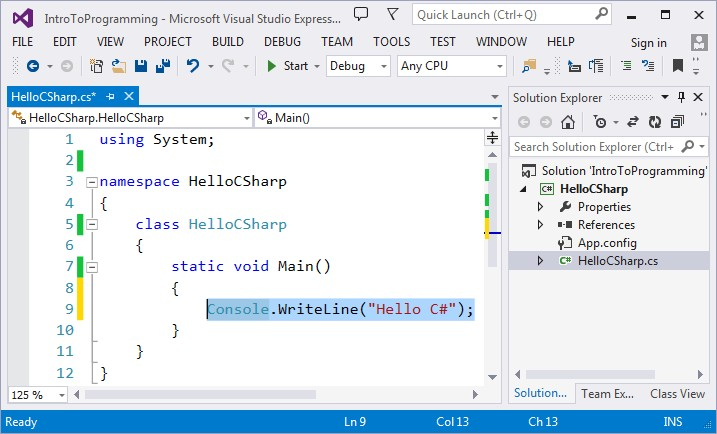 IntroToProgramming - Microsoft Visual Studio Express... Quick Launch (Ctrl+Q)
FILE EDIT VIEW PROJECT BUILD DEBUG TEAM TOOLS TEST WINDOW HELP Sign in
Start Debug Any CPU
HelloCSharp.cs*
HelloCSharp.HelloCSharp Main()
1 using System;
2
3 namespace HelloCSharp
4 {
5 class HelloCSharp
6 {
7 static void Main()
8 {
9 Console.WriteLine("Hello C#");
10 }
11 }
12 }
125 %
Solution Explorer
Search Solution Explorer (Ctrl+
Solution 'IntroToProgramming'
C# HelloCSharp
Properties
References
App.config
C# HelloCSharp.cs
Solution... Team Ex... Class View
Ready Ln 9 Col 13 Ch 13 INS